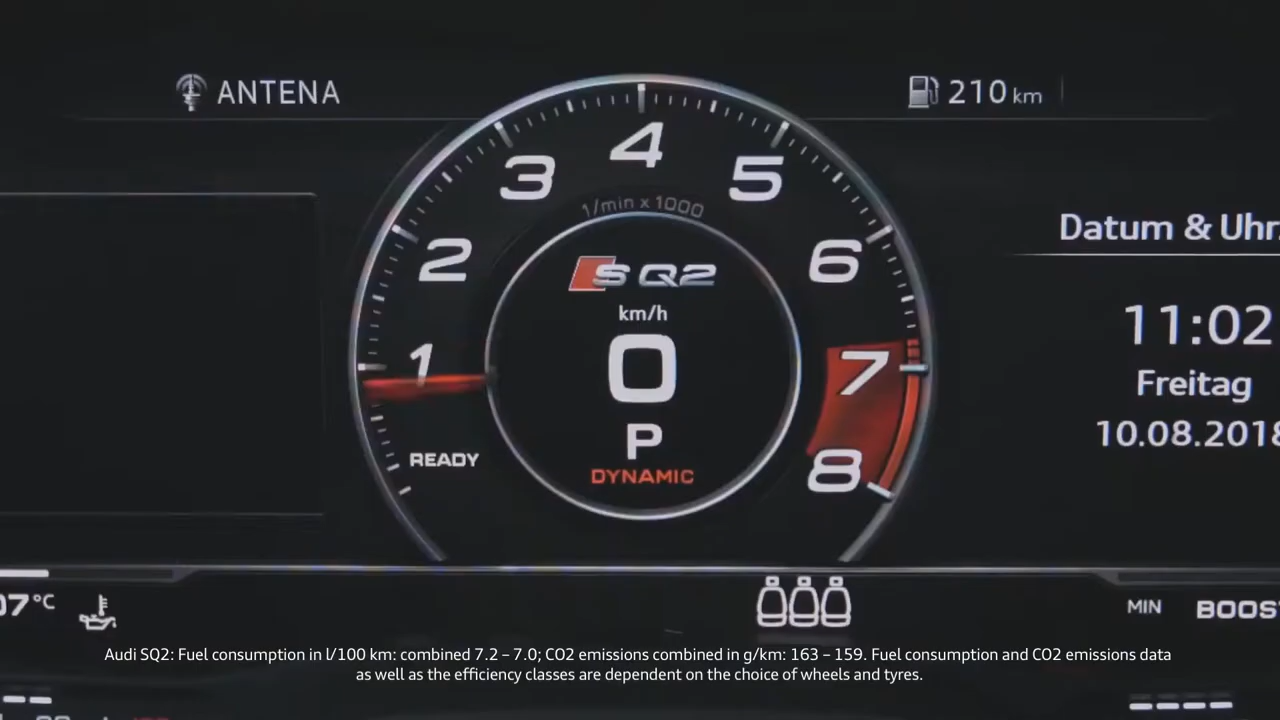 ANTENA
210 km
4
3
5
1/min x 1000
2
6
SQ2
km/h
Datum & Uhr
11:02
1
0
7
Freitag
P
10.08.2018
READY
DYNAMIC
8
°C
MIN
BOOS
Audi SQ2: Fuel consumption in l/100 km: combined 7.2 – 7.0; CO2 emissions combined in g/km: 163 – 159. Fuel consumption and CO2 emissions data
as well as the efficiency classes are dependent on the choice of wheels and tyres.